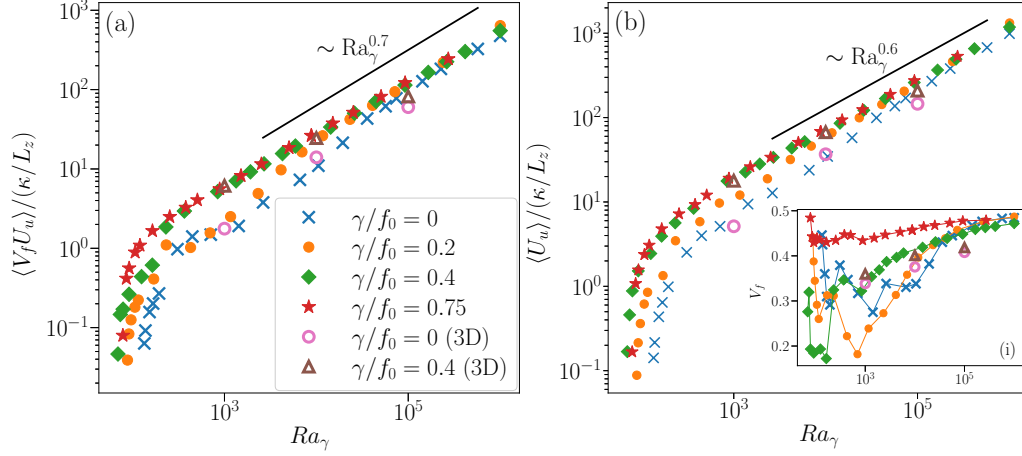 (a)
∼ Ra_γ^{0.7}
⟨V_f U_u⟩/(κ/L_z)
10^3
10^2
10^1
10^0
10^{−1}
γ/f_0 = 0
γ/f_0 = 0.2
γ/f_0 = 0.4
γ/f_0 = 0.75
γ/f_0 = 0 (3D)
γ/f_0 = 0.4 (3D)
10^3 10^5
Ra_γ
(b)
∼ Ra_γ^{0.6}
⟨U_u⟩/(κ/L_z)
10^3
10^2
10^1
10^0
10^{−1}
0.5
0.4
0.3
0.2
V_f
(i)
10^3 10^5
10^3 10^5
Ra_γ